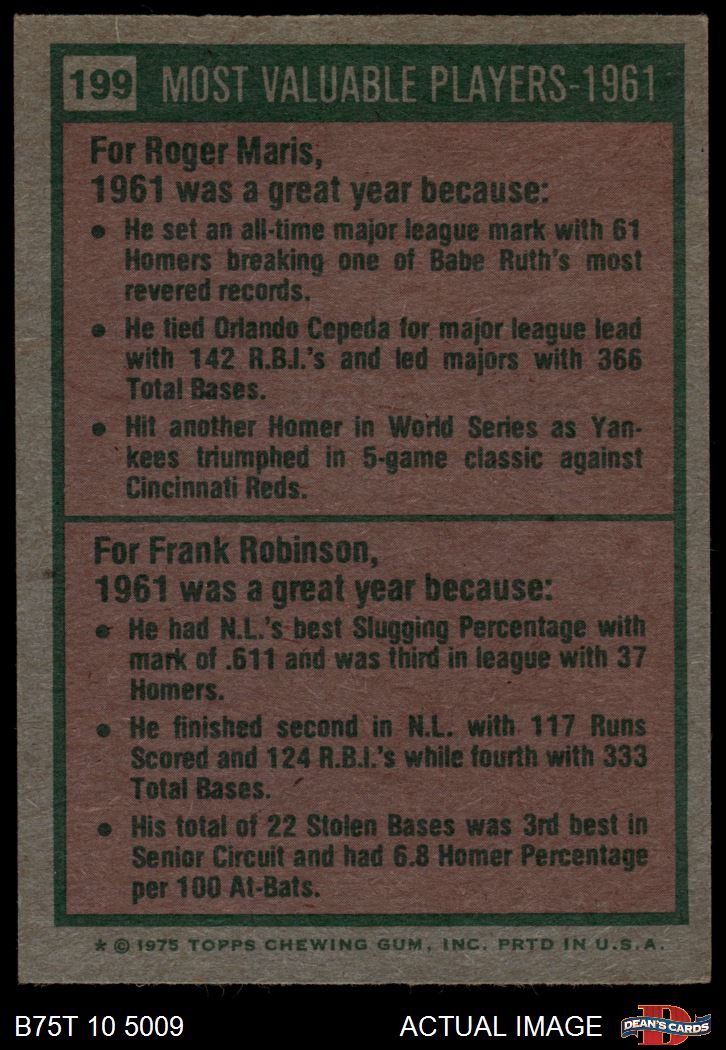 199 MOST VALUABLE PLAYERS-1961
For Roger Maris,
1961 was a great year because:
• He set an all-time major league mark with 61
Homers breaking one of Babe Ruth's most
revered records.
• He tied Orlando Cepeda for major league lead
with 142 R.B.I.'s and led majors with 366
Total Bases.
• Hit another Homer in World Series as Yan-
kees triumphed in 5-game classic against
Cincinnati Reds.
For Frank Robinson,
1961 was a great year because:
• He had N.L.'s best Slugging Percentage with
mark of .611 and was third in league with 37
Homers.
• He finished second in N.L. with 117 Runs
Scored and 124 R.B.I.'s while fourth with 333
Total Bases.
• His total of 22 Stolen Bases was 3rd best in
Senior Circuit and had 6.8 Homer Percentage
per 100 At-Bats.
* © 1975 TOPPS CHEWING GUM, INC. PRTD IN U.S.A.
B75T 10 5009 ACTUAL IMAGE DEAN'S CARDS